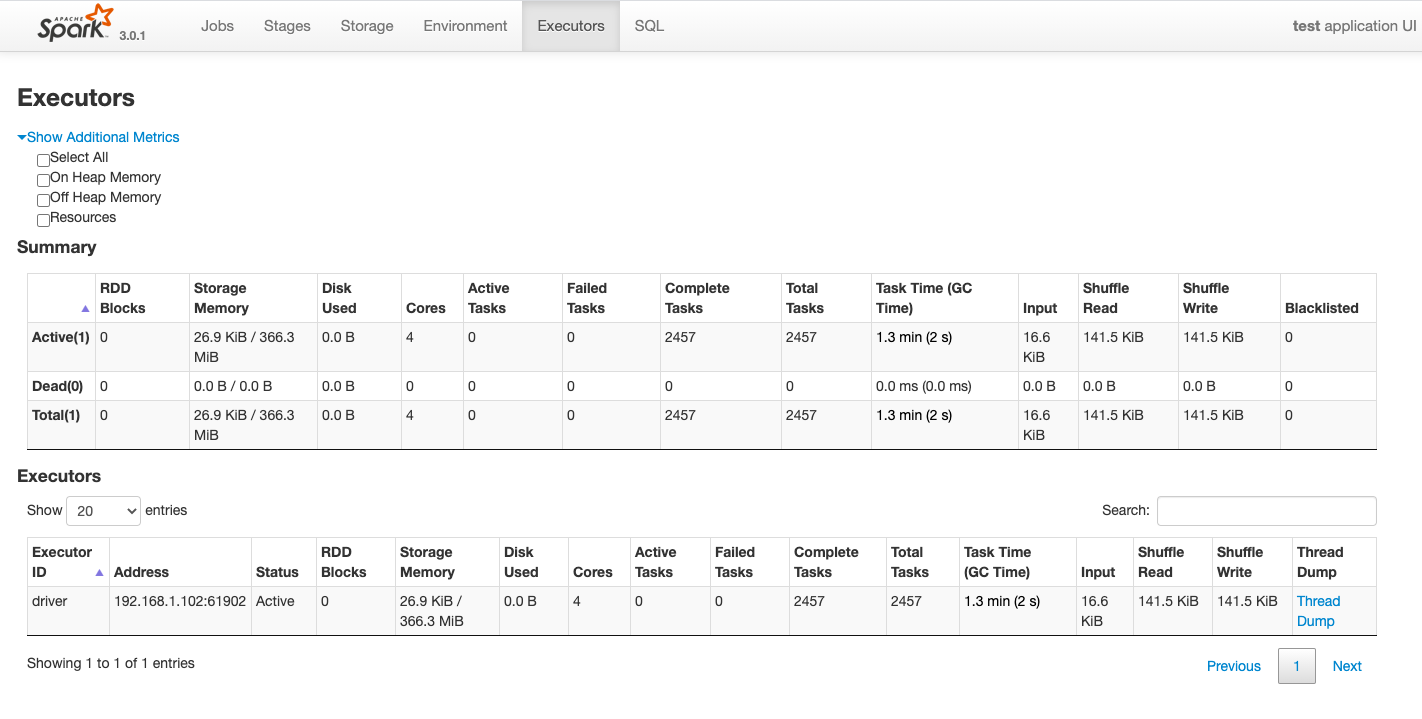 APACHE Spark 3.0.1 Jobs Stages Storage Environment Executors SQL test application UI
Executors
Show Additional Metrics
Select All
On Heap Memory
Off Heap Memory
Resources
Summary
RDD Blocks Storage Memory Disk Used Cores Active Tasks Failed Tasks Complete Tasks Total Tasks Task Time (GC Time) Input Shuffle Read Shuffle Write Blacklisted
Active(1) 0 26.9 KiB / 366.3 MiB 0.0 B 4 0 0 2457 2457 1.3 min (2 s) 16.6 KiB 141.5 KiB 141.5 KiB 0
Dead(0) 0 0.0 B / 0.0 B 0.0 B 0 0 0 0 0 0.0 ms (0.0 ms) 0.0 B 0.0 B 0.0 B 0
Total(1) 0 26.9 KiB / 366.3 MiB 0.0 B 4 0 0 2457 2457 1.3 min (2 s) 16.6 KiB 141.5 KiB 141.5 KiB 0
Executors
Show 20 entries Search:
Executor ID Address Status RDD Blocks Storage Memory Disk Used Cores Active Tasks Failed Tasks Complete Tasks Total Tasks Task Time (GC Time) Input Shuffle Read Shuffle Write Thread Dump
driver 192.168.1.102:61902 Active 0 26.9 KiB / 366.3 MiB 0.0 B 4 0 0 2457 2457 1.3 min (2 s) 16.6 KiB 141.5 KiB 141.5 KiB Thread Dump
Showing 1 to 1 of 1 entries Previous 1 Next